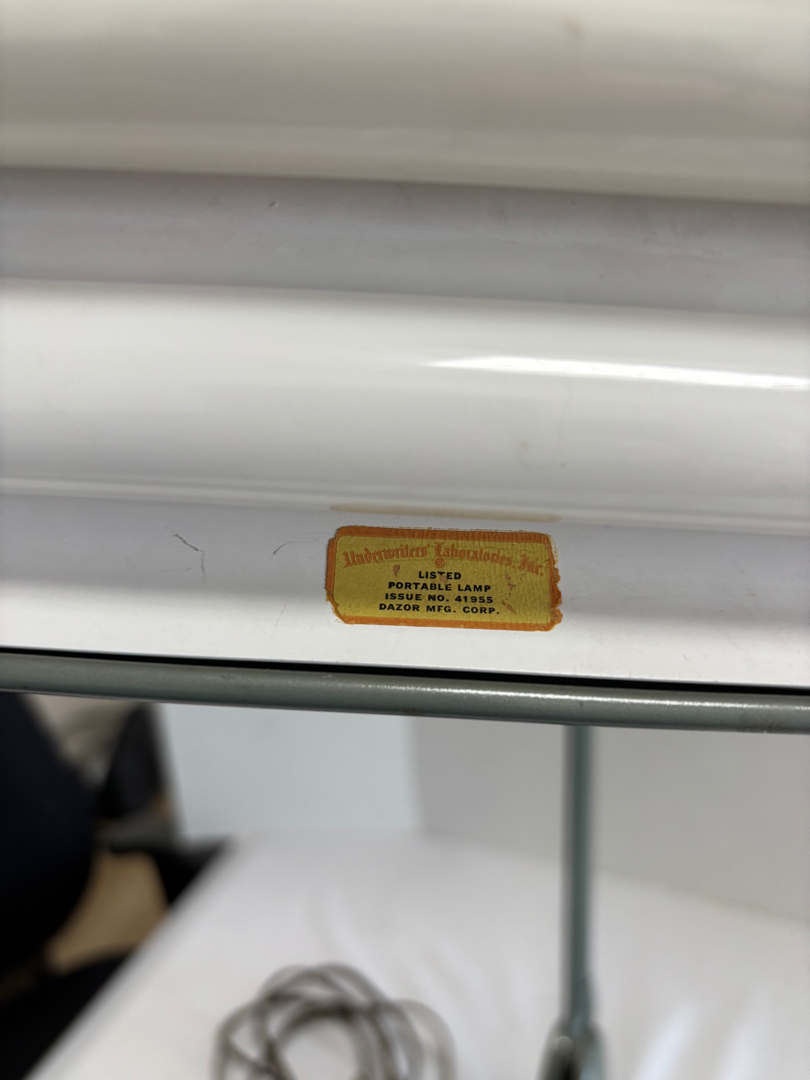 Underwriters' Laboratories, Inc.
LISTED
PORTABLE LAMP
ISSUE NO. 41955
DAZOR MFG. CORP.